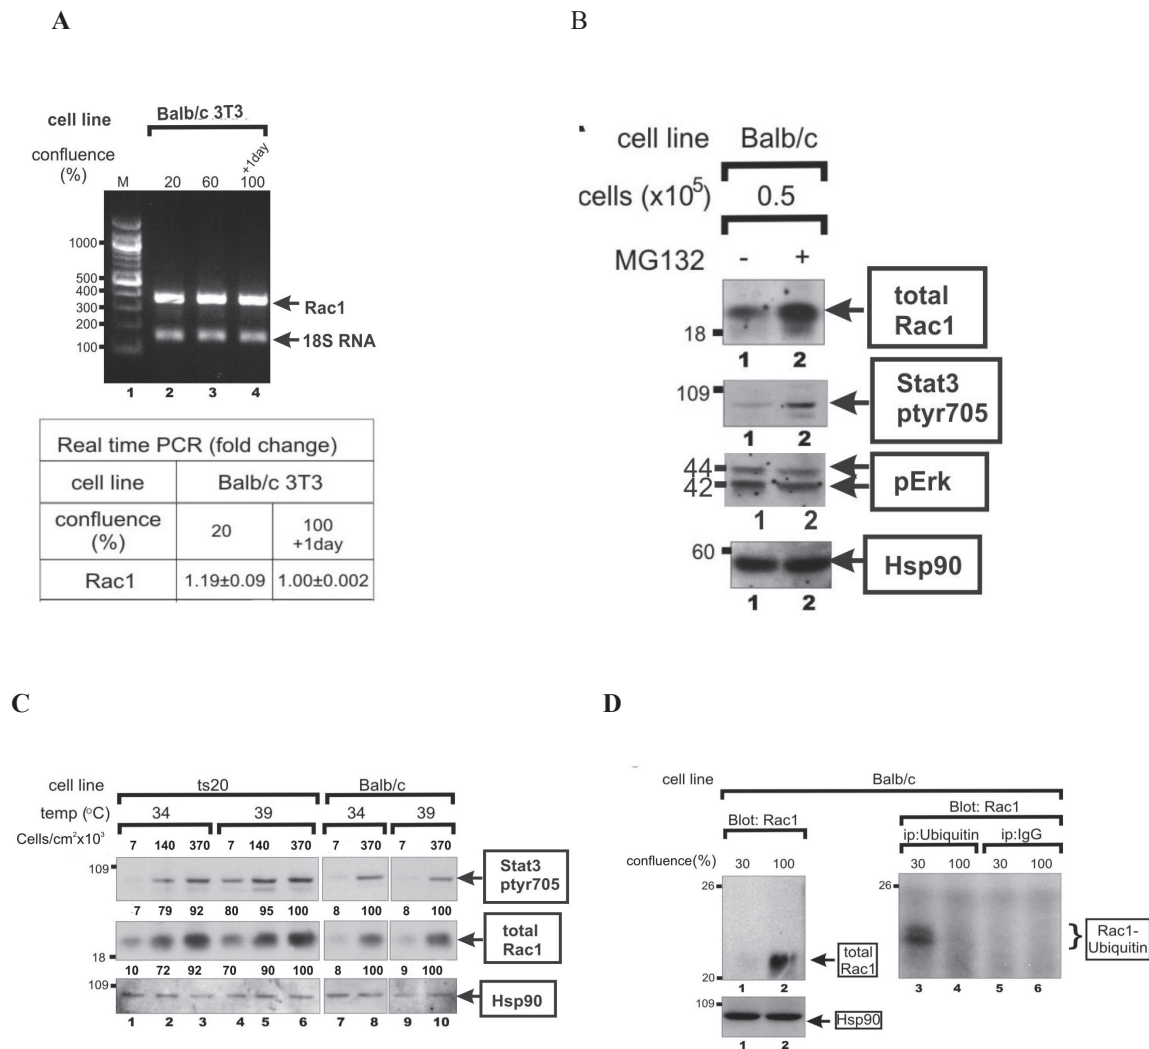 A
cell line
Balb/c 3T3
confluence (%)
M 20 60 100 +1day
1000
500
400
300
200
100
Rac1
18S RNA
1 2 3 4
Real time PCR (fold change)
cell line Balb/c 3T3
confluence (%) 20 100 +1day
Rac1 1.19±0.09 1.00±0.002
B
cell line Balb/c
cells (x10⁵) 0.5
MG132 - +
18
total Rac1
1 2
109
Stat3 ptyr705
1 2
44
42
pErk
1 2
60
Hsp90
1 2
C
cell line ts20 Balb/c
temp (°C) 34 39 34 39
Cells/cm²x10³ 7 140 370 7 140 370 7 370 7 370
109
Stat3 ptyr705
7 79 92 80 95 100 8 100 8 100
18
total Rac1
10 72 92 70 90 100 8 100 9 100
109
Hsp90
1 2 3 4 5 6 7 8 9 10
D
cell line Balb/c
Blot: Rac1
Blot: Rac1
ip:Ubiquitin ip:IgG
confluence(%) 30 100 30 100 30 100
26
26
total Rac1
Rac1-Ubiquitin
20
1 2 3 4 5 6
109
Hsp90
1 2